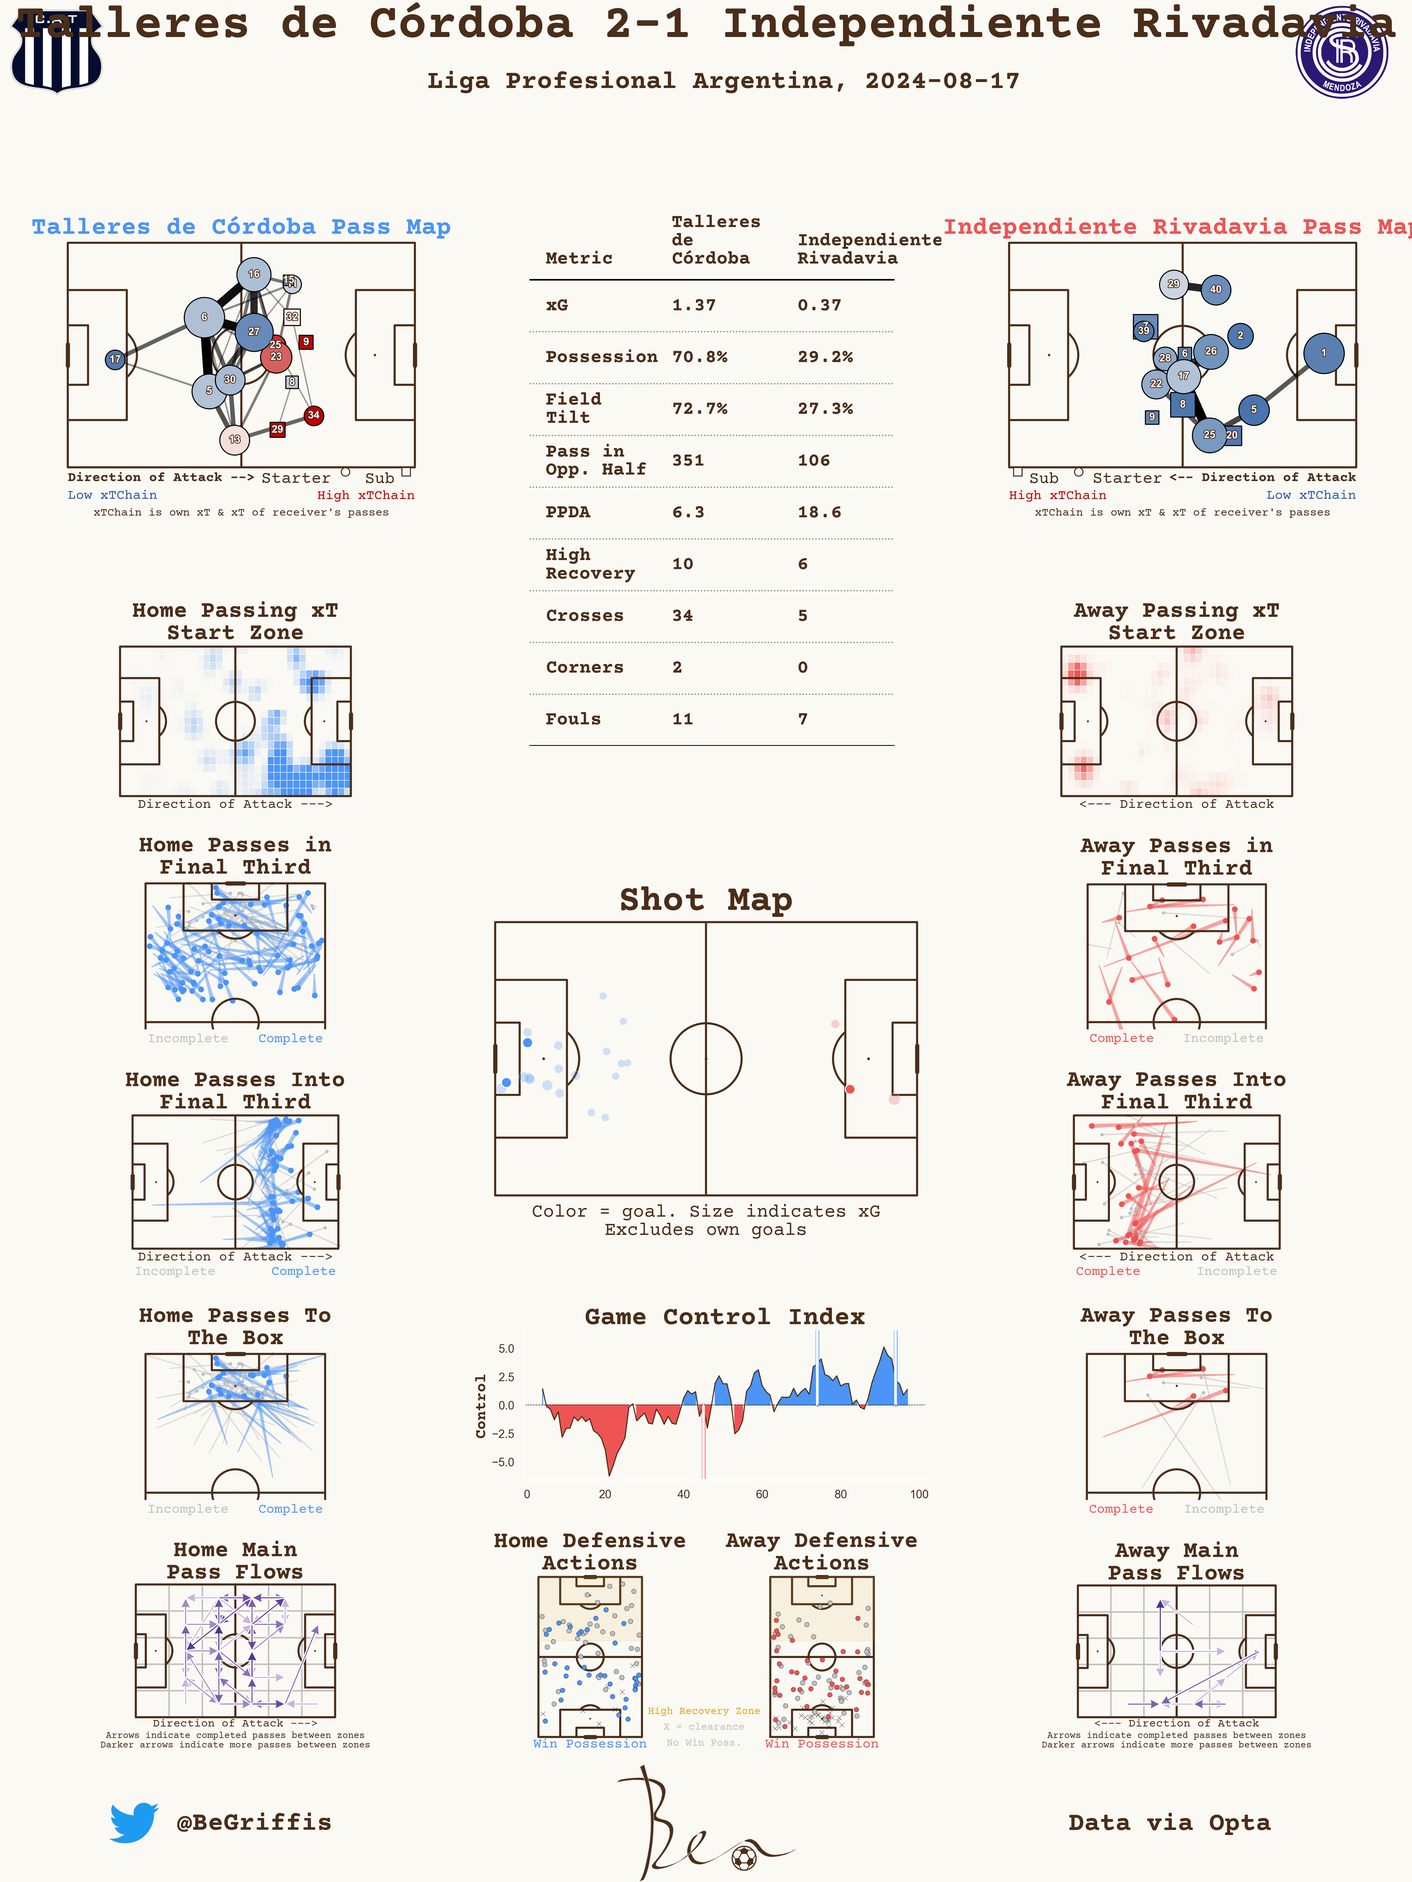 Talleres de Córdoba 2-1 Independiente Rivadavia
Liga Profesional Argentina, 2024-08-17
INDEPENDIENTE RIVADAVIA
MENDOZA
Talleres de Córdoba Pass Map
16
15
6
27
32
25
9
23
17
30
5
8
34
29
13
Direction of Attack --> Starter Sub
Low xTChain High xTChain
xTChain is own xT & xT of receiver's passes
Metric Talleres de Córdoba Independiente Rivadavia
xG 1.37 0.37
Possession 70.8% 29.2%
Field Tilt 72.7% 27.3%
Pass in Opp. Half 351 106
PPDA 6.3 18.6
High Recovery 10 6
Crosses 34 5
Corners 2 0
Fouls 11 7
Independiente Rivadavia Pass Map
29
40
39
2
28
6
26
1
17
22
8
9
5
25
20
Sub Starter <-- Direction of Attack
High xTChain Low xTChain
xTChain is own xT & xT of receiver's passes
Home Passing xT
Start Zone
Direction of Attack --->
Away Passing xT
Start Zone
<--- Direction of Attack
Home Passes in
Final Third
Incomplete Complete
Away Passes in
Final Third
Complete Incomplete
Shot Map
Color = goal. Size indicates xG
Excludes own goals
Home Passes Into
Final Third
Direction of Attack --->
Incomplete Complete
Away Passes Into
Final Third
<--- Direction of Attack
Complete Incomplete
Home Passes To
The Box
Incomplete Complete
Game Control Index
Control
5.0
2.5
0.0
−2.5
−5.0
0 20 40 60 80 100
Away Passes To
The Box
Complete Incomplete
Home Main
Pass Flows
Direction of Attack --->
Arrows indicate completed passes between zones
Darker arrows indicate more passes between zones
Home Defensive
Actions
Win Possession
Away Defensive
Actions
Win Possession
High Recovery Zone
X = clearance
No Win Poss.
Away Main
Pass Flows
<--- Direction of Attack
Arrows indicate completed passes between zones
Darker arrows indicate more passes between zones
@BeGriffis
Ben
Data via Opta